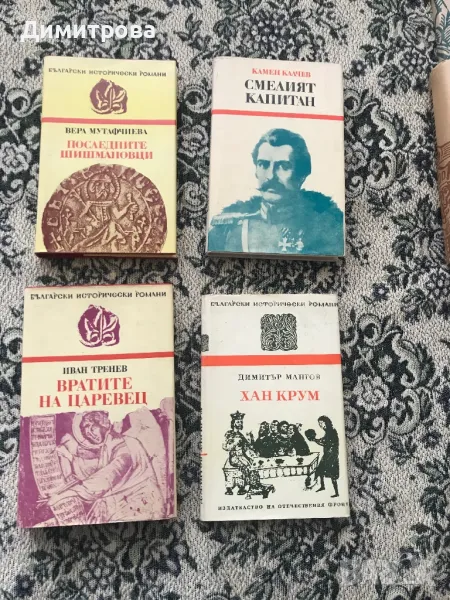 Димитрова
БЪЛГАРСКИ ИСТОРИЧЕСКИ РОМАНИ
ВЕРА МУТАФЧИЕВА
ПОСЛЕДНИТЕ
ШИШМАНОВЦИ
КАМЕН КАЛЧЕВ
СМЕЛИЯТ
КАПИТАН
БЪЛГАРСКИ ИСТОРИЧЕСКИ РОМАНИ
ИВАН ТРЕНЕВ
ВРАТИТЕ
НА ЦАРЕВЕЦ
БЪЛГАРСКИ ИСТОРИЧЕСКИ РОМАНИ
ДИМИТЪР МАНТОВ
ХАН КРУМ
ИЗДАТЕЛСТВО НА ОТЕЧЕСТВЕНИЯ ФРОНТ